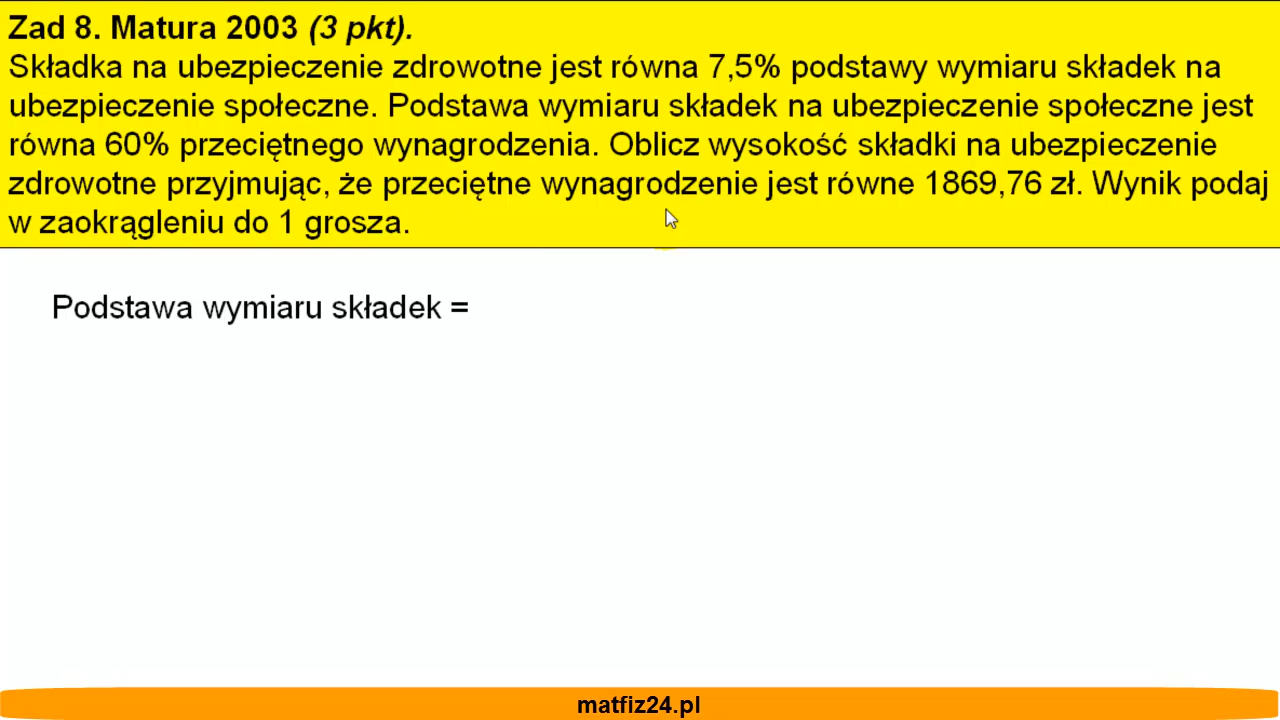 Zad 8. Matura 2003 (3 pkt).
Składka na ubezpieczenie zdrowotne jest równa 7,5% podstawy wymiaru składek na
ubezpieczenie społeczne. Podstawa wymiaru składek na ubezpieczenie społeczne jest
równa 60% przeciętnego wynagrodzenia. Oblicz wysokość składki na ubezpieczenie
zdrowotne przyjmując, że przeciętne wynagrodzenie jest równe 1869,76 zł. Wynik podaj
w zaokrągleniu do 1 grosza.
Podstawa wymiaru składek =
matfiz24.pl